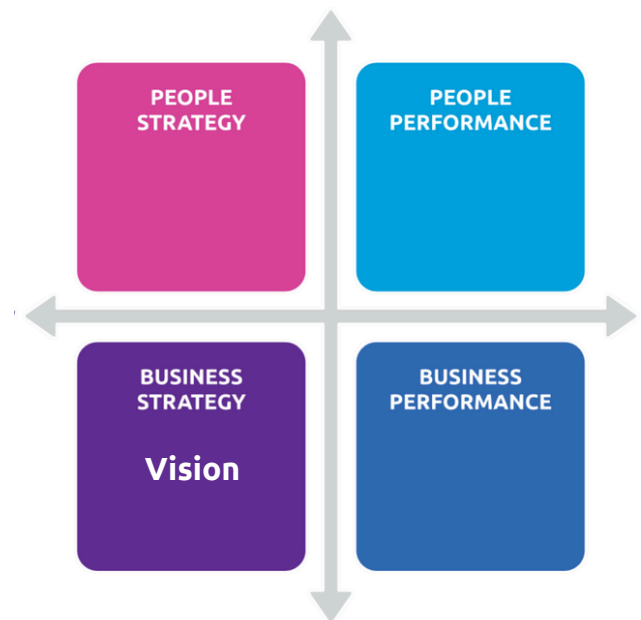 PEOPLE
STRATEGY
PEOPLE
PERFORMANCE
BUSINESS
STRATEGY
Vision
BUSINESS
PERFORMANCE